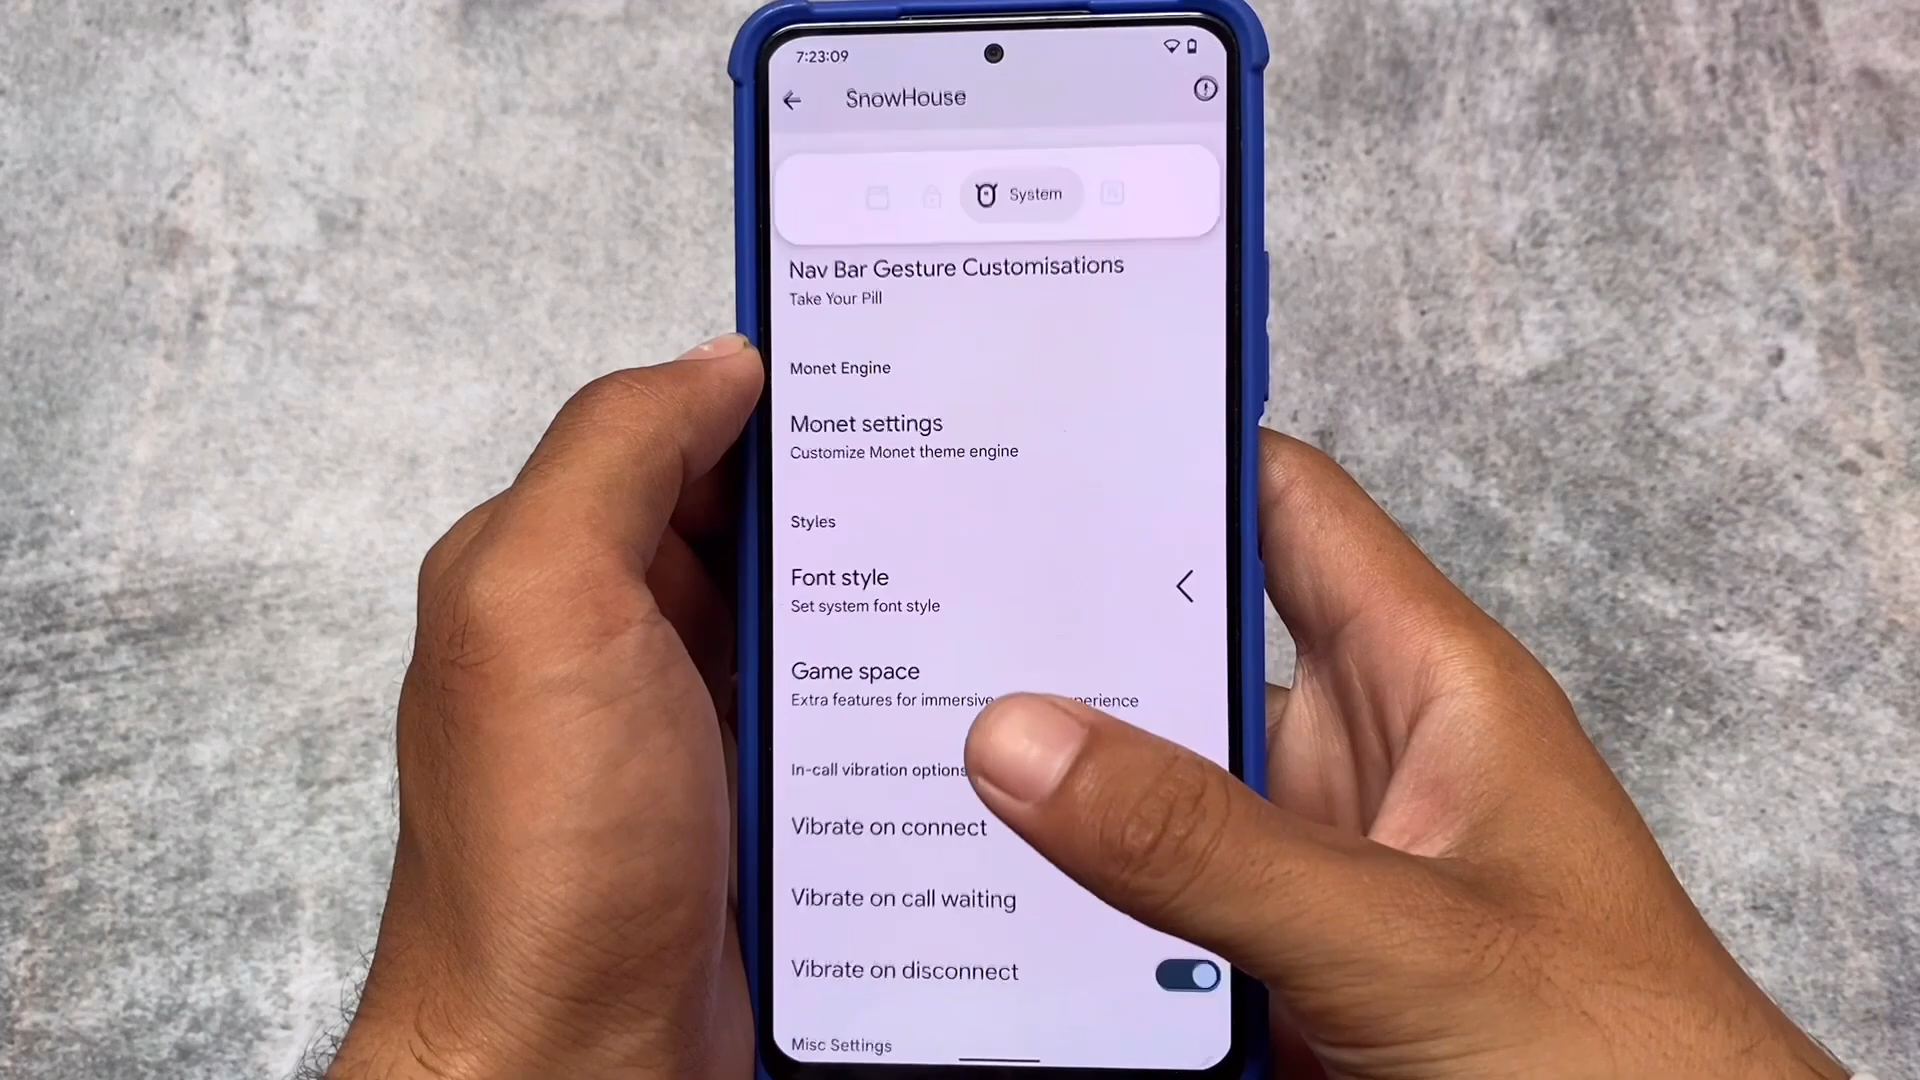 7:23:09
SnowHouse
System
Nav Bar Gesture Customisations
Take Your Pill
Monet Engine
Monet settings
Customize Monet theme engine
Styles
Font style
Set system font style
Game space
Extra features for immersive perience
In-call vibration options
Vibrate on connect
Vibrate on call waiting
Vibrate on disconnect
Misc Settings